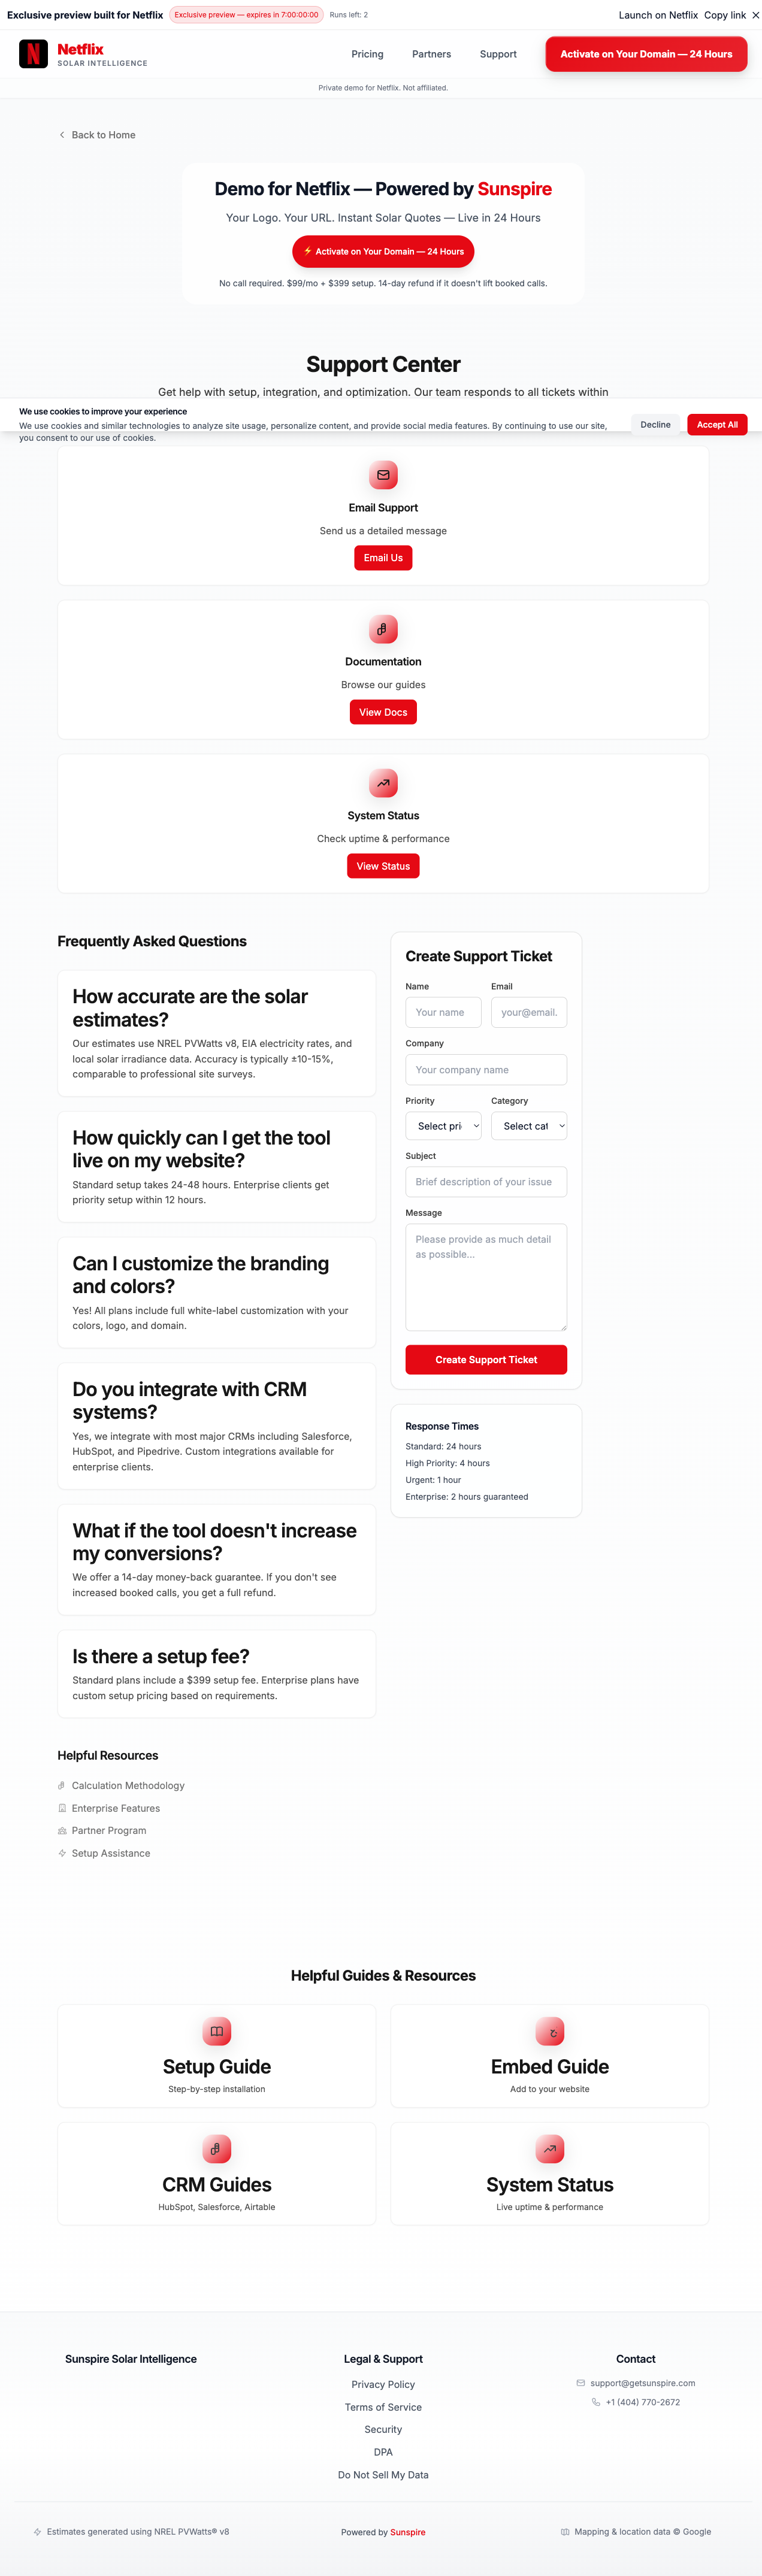 Exclusive preview built for Netflix
Exclusive preview — expires in 7:00:00:00
Runs left: 2
Launch on Netflix
Copy link
Netflix
SOLAR INTELLIGENCE
Pricing
Partners
Support
Activate on Your Domain — 24 Hours
Private demo for Netflix. Not affiliated.
Back to Home
Demo for Netflix — Powered by Sunspire
Your Logo. Your URL. Instant Solar Quotes — Live in 24 Hours
⚡ Activate on Your Domain — 24 Hours
No call required. $99/mo + $399 setup. 14-day refund if it doesn't lift booked calls.
Support Center
Get help with setup, integration, and optimization. Our team responds to all tickets within
We use cookies to improve your experience
We use cookies and similar technologies to analyze site usage, personalize content, and provide social media features. By continuing to use our site,
you consent to our use of cookies.
Decline
Accept All
Email Support
Send us a detailed message
Email Us
Documentation
Browse our guides
View Docs
System Status
Check uptime & performance
View Status
Frequently Asked Questions
How accurate are the solar
estimates?
Our estimates use NREL PVWatts v8, EIA electricity rates, and
local solar irradiance data. Accuracy is typically ±10-15%,
comparable to professional site surveys.
How quickly can I get the tool
live on my website?
Standard setup takes 24-48 hours. Enterprise clients get
priority setup within 12 hours.
Can I customize the branding
and colors?
Yes! All plans include full white-label customization with your
colors, logo, and domain.
Do you integrate with CRM
systems?
Yes, we integrate with most major CRMs including Salesforce,
HubSpot, and Pipedrive. Custom integrations available for
enterprise clients.
What if the tool doesn't increase
my conversions?
We offer a 14-day money-back guarantee. If you don't see
increased booked calls, you get a full refund.
Is there a setup fee?
Standard plans include a $399 setup fee. Enterprise plans have
custom setup pricing based on requirements.
Create Support Ticket
Name
Email
Your name
your@email.
Company
Your company name
Priority
Category
Select pri
Select cat
Subject
Brief description of your issue
Message
Please provide as much detail
as possible...
Create Support Ticket
Response Times
Standard: 24 hours
High Priority: 4 hours
Urgent: 1 hour
Enterprise: 2 hours guaranteed
Helpful Resources
Calculation Methodology
Enterprise Features
Partner Program
Setup Assistance
Helpful Guides & Resources
Setup Guide
Step-by-step installation
Embed Guide
Add to your website
CRM Guides
HubSpot, Salesforce, Airtable
System Status
Live uptime & performance
Sunspire Solar Intelligence
Legal & Support
Privacy Policy
Terms of Service
Security
DPA
Do Not Sell My Data
Contact
support@getsunspire.com
+1 (404) 770-2672
Estimates generated using NREL PVWatts® v8
Powered by Sunspire
Mapping & location data © Google